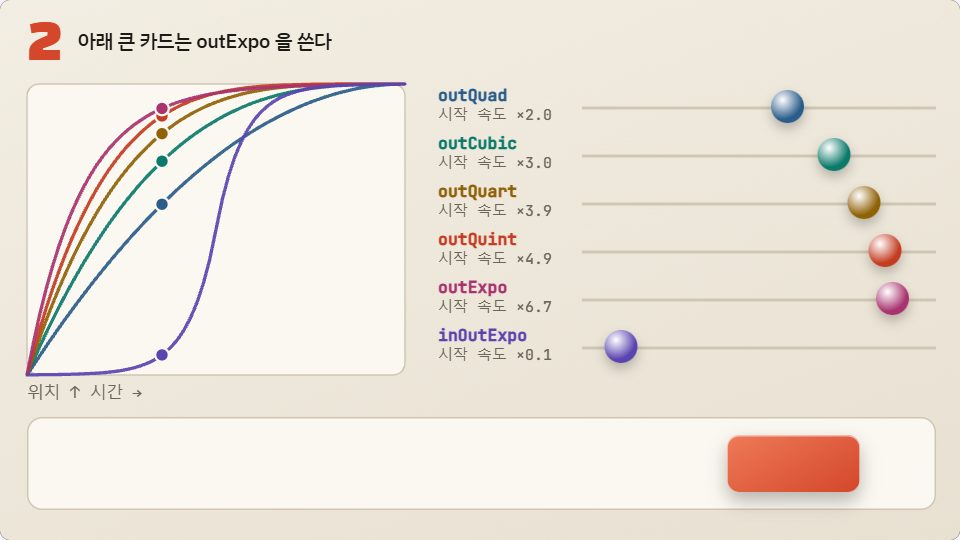 2 아래 큰 카드는 outExpo 을 쓴다
outQuad
시작 속도 ×2.0
outCubic
시작 속도 ×3.0
outQuart
시작 속도 ×3.9
outQuint
시작 속도 ×4.9
outExpo
시작 속도 ×6.7
inOutExpo
시작 속도 ×0.1
위치 ↑ 시간 →